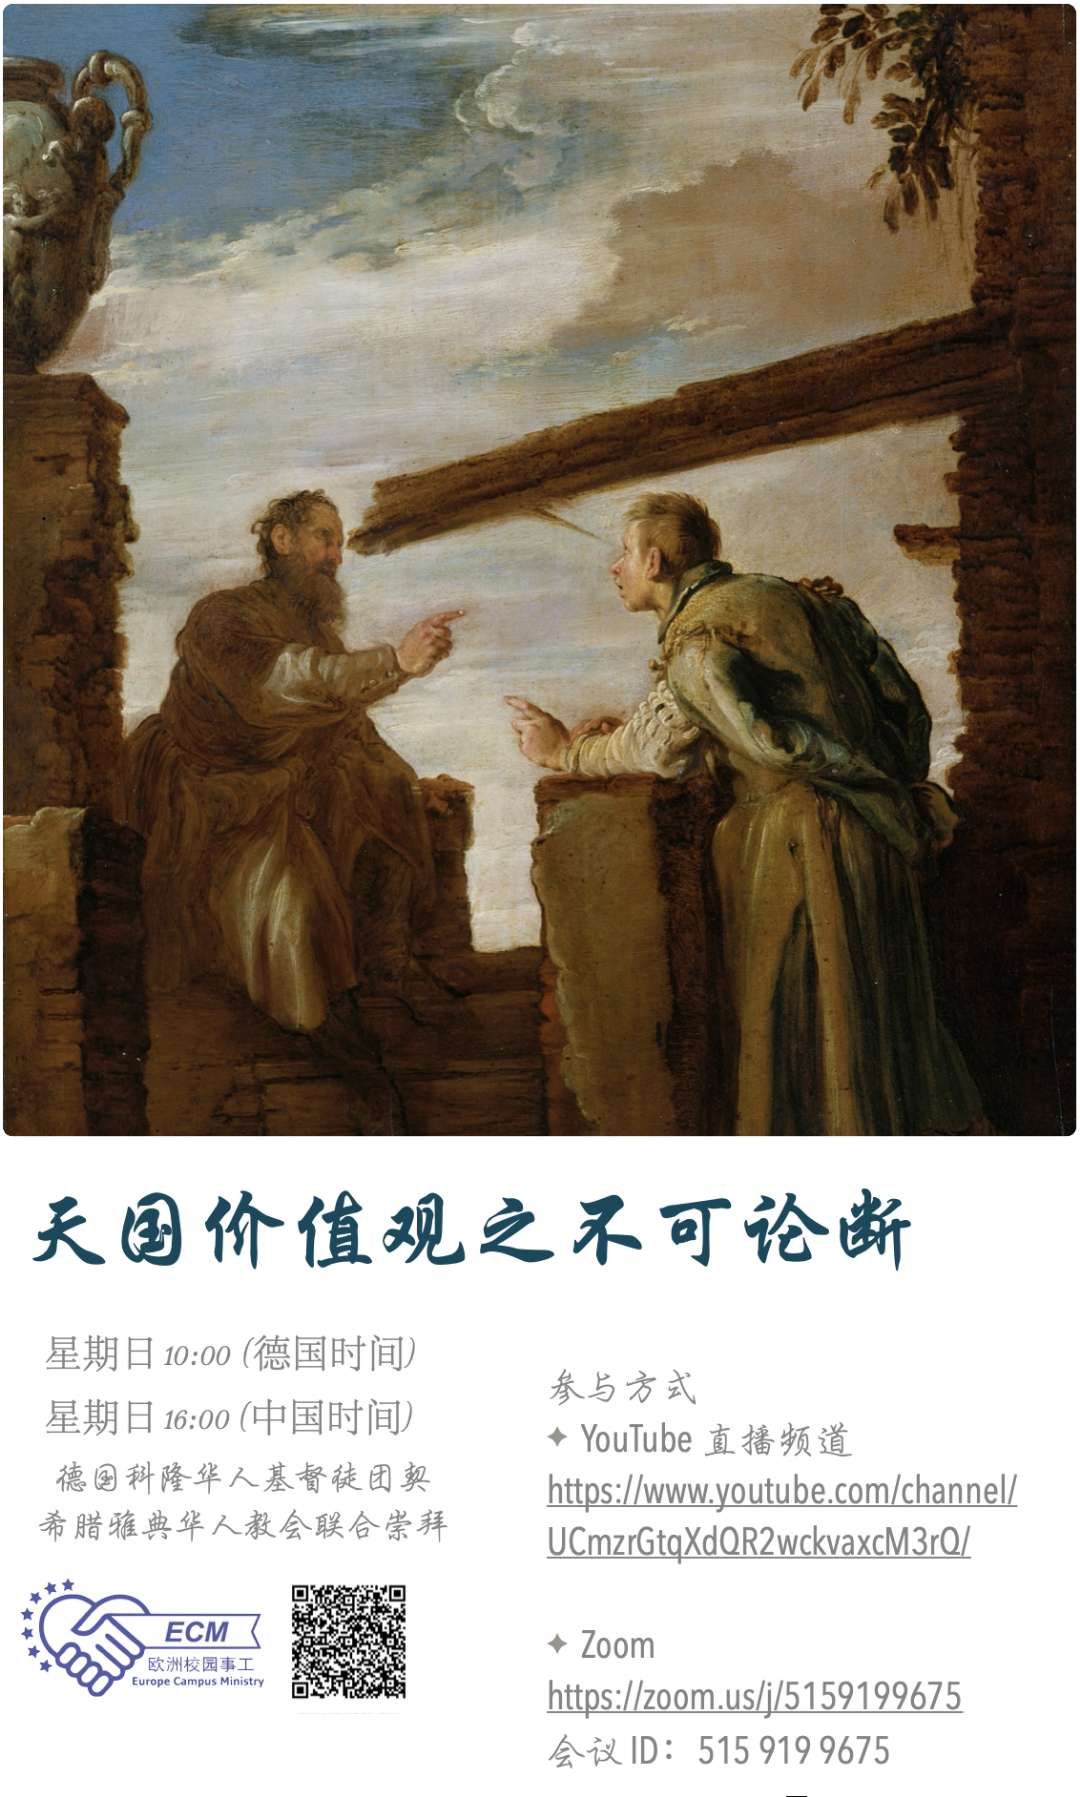 天国价值观之不可论断
星期日 10:00 (德国时间)
星期日 16:00 (中国时间)
德国科隆华人基督徒团契
希腊雅典华人教会联合崇拜
ECM
欧洲校园事工
Europe Campus Ministry
参与方式
✦ YouTube 直播频道
https://www.youtube.com/channel/
UCmzrGtqXdQR2wckvaxcM3rQ/
✦ Zoom
https://zoom.us/j/5159199675
会议 ID： 515 919 9675